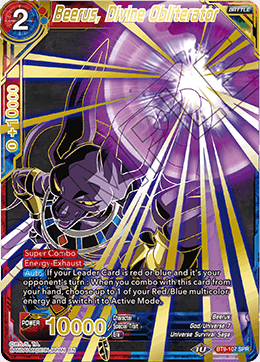 2
Beerus, Divine Obliterator
BATTLE
0 +10000
Super Combo
Energy-Exhaust
Auto If your Leader Card is red or blue and it's your
opponent's turn : When you combo with this card from
your hand, choose up to 1 of your Red/Blue multicolor
energy and switch it to Active Mode.
POWER 10000
Character
Special Trait
Era
Beerus
God/Universe 7
Universe Survival Saga
BT9-107 SPR